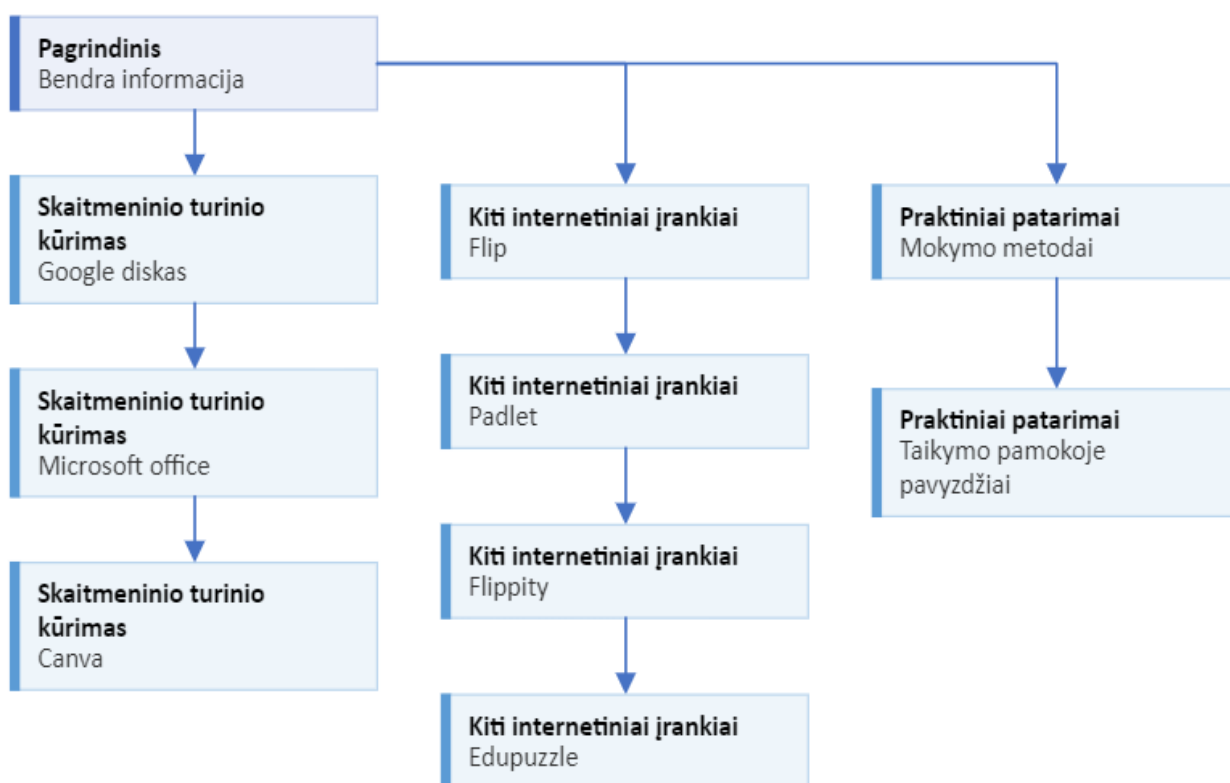 Pagrindinis
Bendra informacija
Skaitmeninio turinio
kūrimas
Google diskas
Skaitmeninio turinio
kūrimas
Microsoft office
Skaitmeninio turinio
kūrimas
Canva
Kiti internetiniai įrankiai
Flip
Kiti internetiniai įrankiai
Padlet
Kiti internetiniai įrankiai
Flippity
Kiti internetiniai įrankiai
Edupuzzle
Praktiniai patarimai
Mokymo metodai
Praktiniai patarimai
Taikymo pamokoje
pavyzdžiai